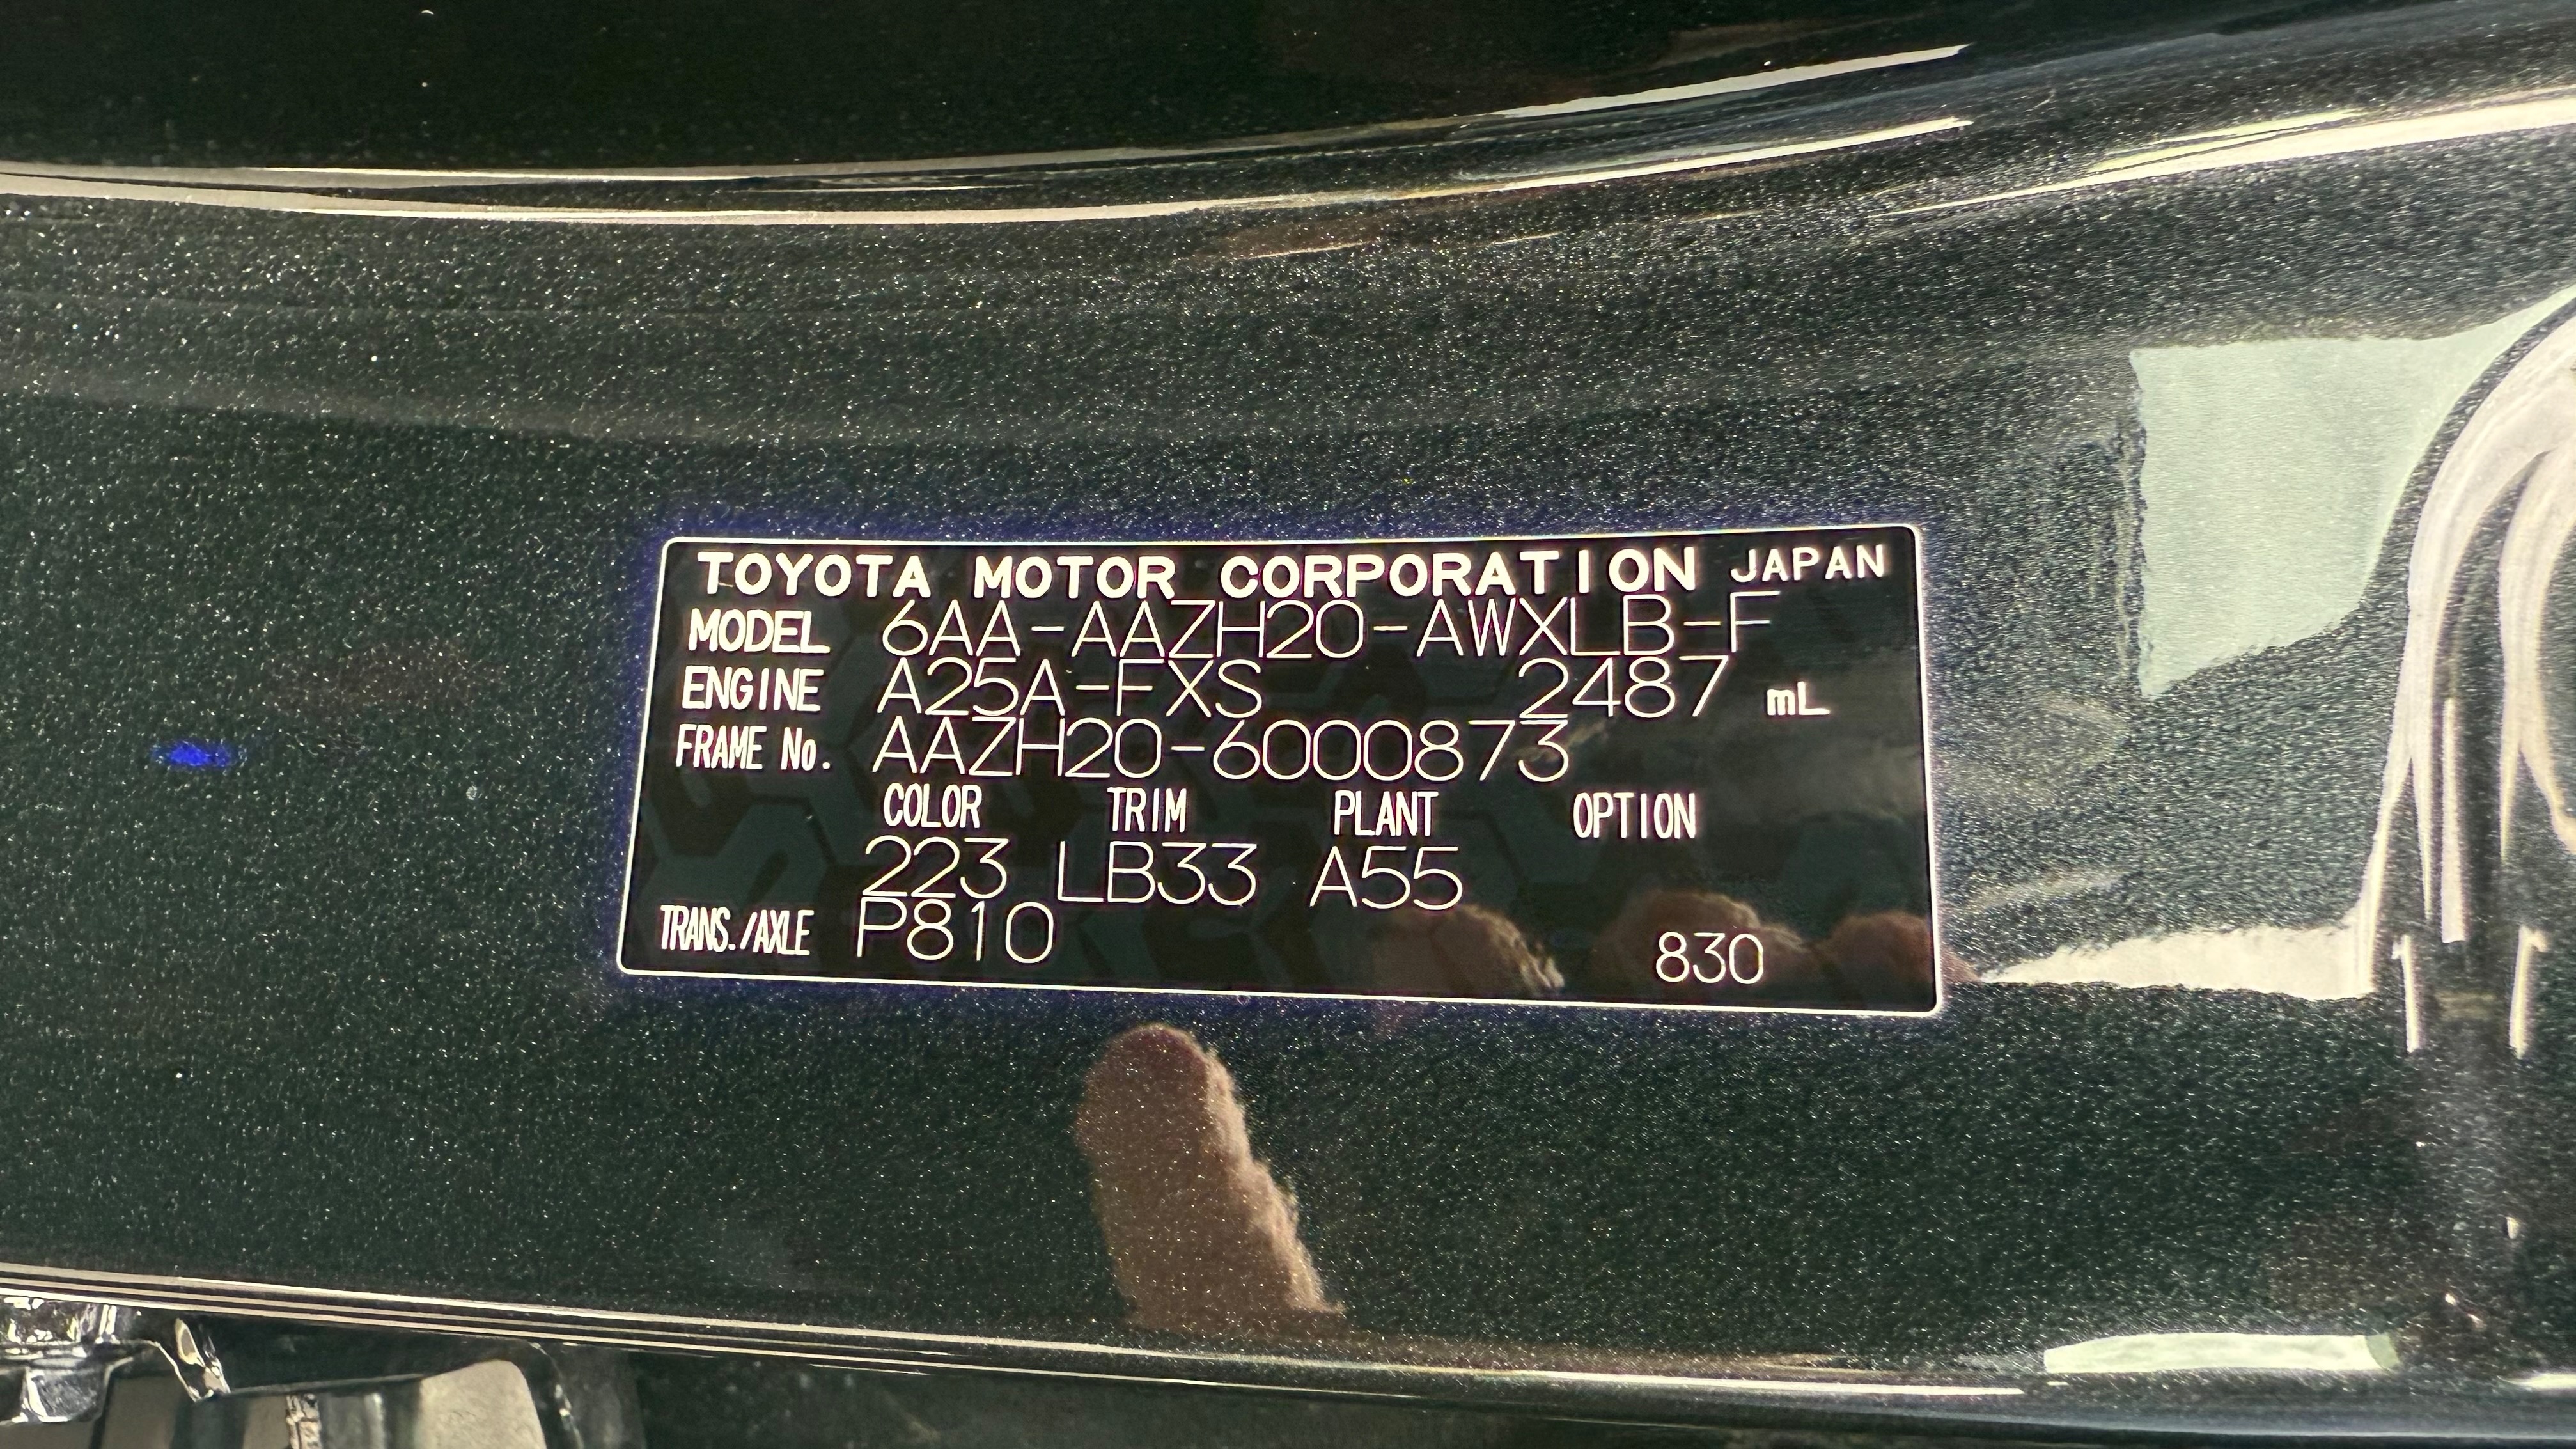 TOYOTA MOTOR CORPORATION JAPAN
MODEL 6AA-AAZH20-AWXLB-F
ENGINE A25A-FXS 2487 mL
FRAME No. AAZH20-6000873
COLOR TRIM PLANT OPTION
223 LB33 A55
TRANS./AXLE P810 830